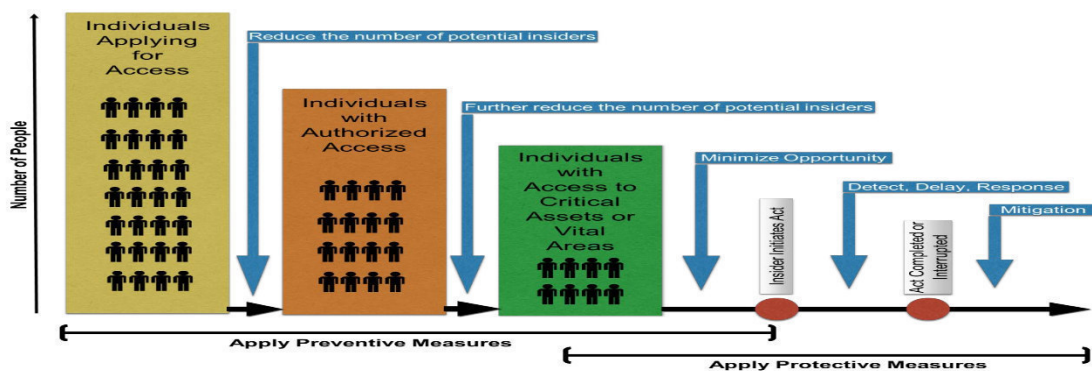 Number of People
Individuals
Applying
for
Access
Reduce the number of potential insiders
Individuals
with
Authorized
Access
Further reduce the number of potential insiders
Individuals
with
Access to
Critical
Assets or
Vital
Areas
Minimize Opportunity
Insider Initiates Act
Detect, Delay, Response
Act Completed or
Interrupted
Mitigation
Apply Preventive Measures
Apply Protective Measures